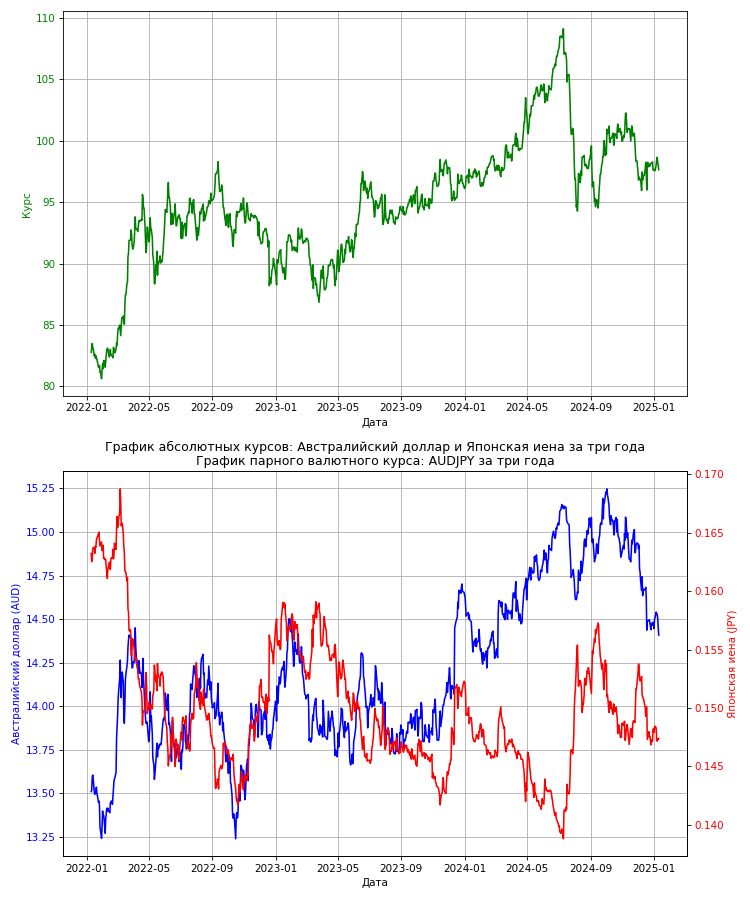 110
105
100
95
90
85
80
Курс
2022-01 2022-05 2022-09 2023-01 2023-05 2023-09 2024-01 2024-05 2024-09 2025-01
Дата
График абсолютных курсов: Австралийский доллар и Японская иена за три года
График парного валютного курса: AUDJPY за три года
15.25
15.00
14.75
14.50
14.25
14.00
13.75
13.50
13.25
Австралийский доллар (AUD)
0.170
0.165
0.160
0.155
0.150
0.145
0.140
Японская иена (JPY)
2022-01 2022-05 2022-09 2023-01 2023-05 2023-09 2024-01 2024-05 2024-09 2025-01
Дата